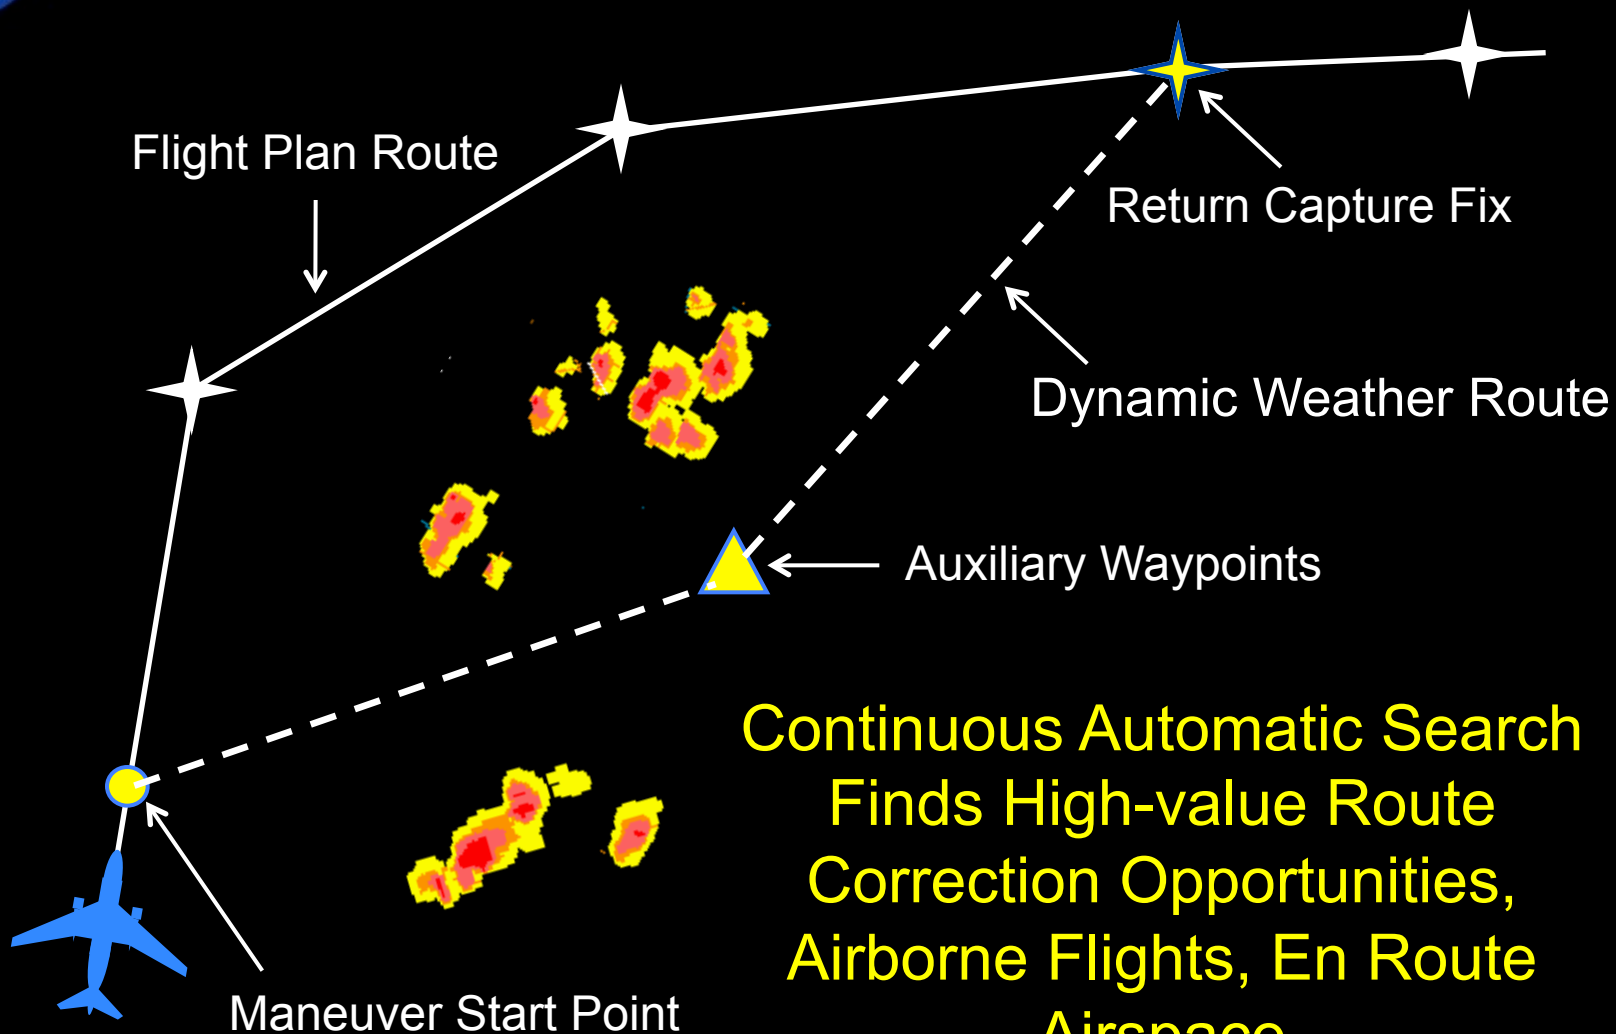 Flight Plan Route
Return Capture Fix
Dynamic Weather Route
Auxiliary Waypoints
Continuous Automatic Search
Finds High-value Route
Correction Opportunities,
Airborne Flights, En Route
Airspace
Maneuver Start Point